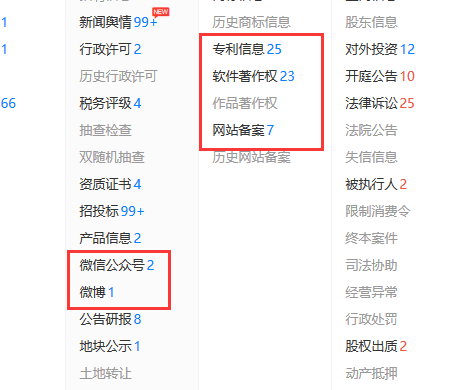 1
1
66
新闻舆情 99+ NEW
行政许可 2
历史行政许可
税务评级 4
抽查检查
双随机抽查
资质证书 4
招投标 99+
产品信息 2
微信公众号 2
微博 1
公告研报 8
地块公示 1
土地转让
历史商标信息
专利信息 25
软件著作权 23
作品著作权
网站备案 7
历史网站备案
股东信息
对外投资 12
开庭公告 10
法律诉讼 25
法院公告
失信信息
被执行人 2
限制消费令
终本案件
司法协助
经营异常
行政处罚
股权出质 2
动产抵押